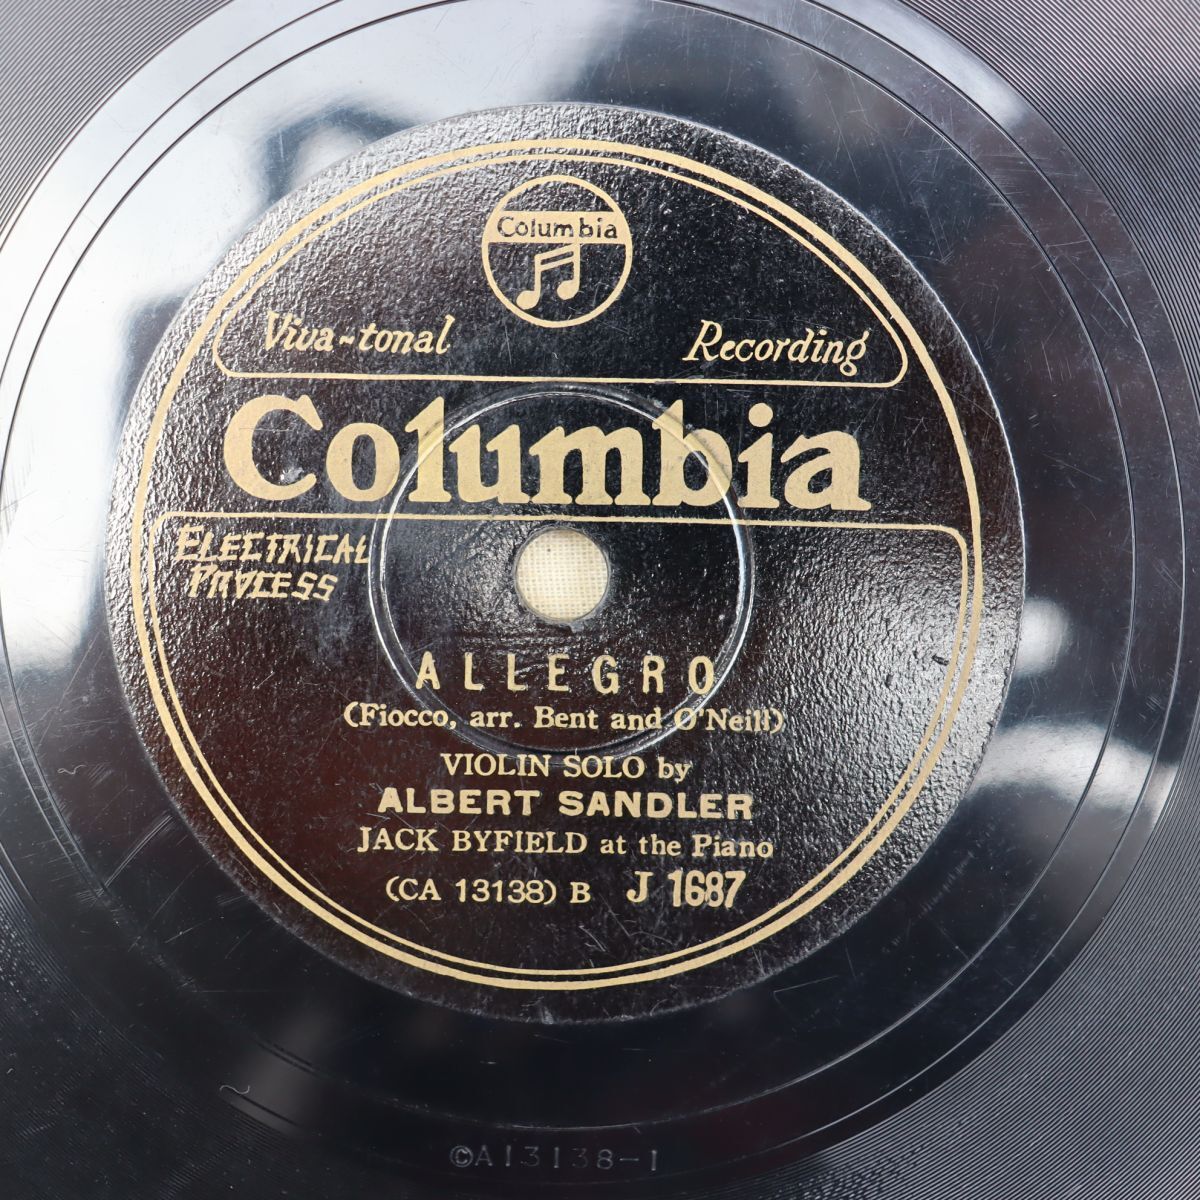 Columbia
Viva-tonal Recording
Columbia
ELECTRICAL
PROCESS
ALLEGRO
(Fiocco, arr. Bent and O'Neill)
VIOLIN SOLO by
ALBERT SANDLER
JACK BYFIELD at the Piano
(CA 13138) B J 1687
©A13138-1